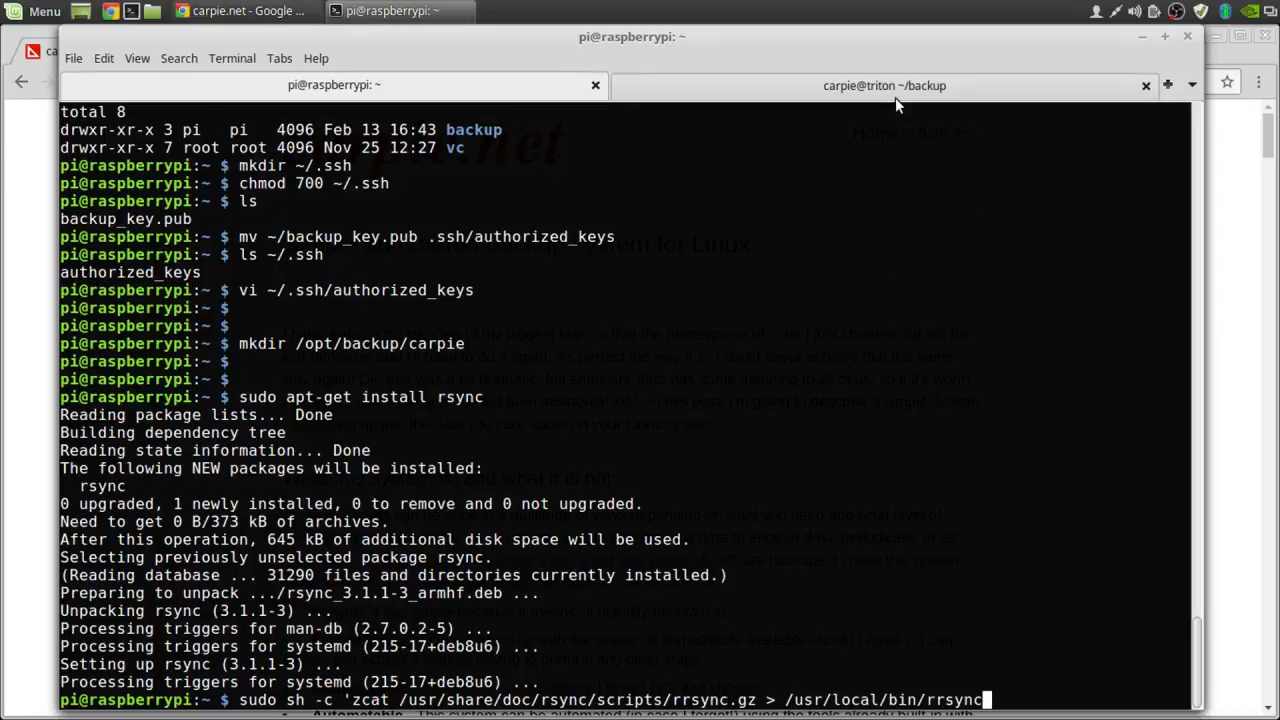 Menu carpie.net - Google ... pi@raspberrypi: ~
pi@raspberrypi: ~
File Edit View Search Terminal Tabs Help
pi@raspberrypi: ~ carpie@triton ~/backup
total 8
drwxr-xr-x 3 pi   pi   4096 Feb 13 16:43 backup
drwxr-xr-x 7 root root 4096 Nov 25 12:27 vc
pi@raspberrypi:~ $ mkdir ~/.ssh
pi@raspberrypi:~ $ chmod 700 ~/.ssh
pi@raspberrypi:~ $ ls
backup_key.pub
pi@raspberrypi:~ $ mv ~/backup_key.pub .ssh/authorized_keys
pi@raspberrypi:~ $ ls ~/.ssh
authorized_keys
pi@raspberrypi:~ $ vi ~/.ssh/authorized_keys
pi@raspberrypi:~ $
pi@raspberrypi:~ $
pi@raspberrypi:~ $ mkdir /opt/backup/carpie
pi@raspberrypi:~ $
pi@raspberrypi:~ $
pi@raspberrypi:~ $ sudo apt-get install rsync
Reading package lists... Done
Building dependency tree
Reading state information... Done
The following NEW packages will be installed:
  rsync
0 upgraded, 1 newly installed, 0 to remove and 0 not upgraded.
Need to get 0 B/373 kB of archives.
After this operation, 645 kB of additional disk space will be used.
Selecting previously unselected package rsync.
(Reading database ... 31290 files and directories currently installed.)
Preparing to unpack .../rsync_3.1.1-3_armhf.deb ...
Unpacking rsync (3.1.1-3) ...
Processing triggers for man-db (2.7.0.2-5) ...
Processing triggers for systemd (215-17+deb8u6) ...
Setting up rsync (3.1.1-3) ...
Processing triggers for systemd (215-17+deb8u6) ...
pi@raspberrypi:~ $ sudo sh -c 'zcat /usr/share/doc/rsync/scripts/rrsync.gz > /usr/local/bin/rrsync